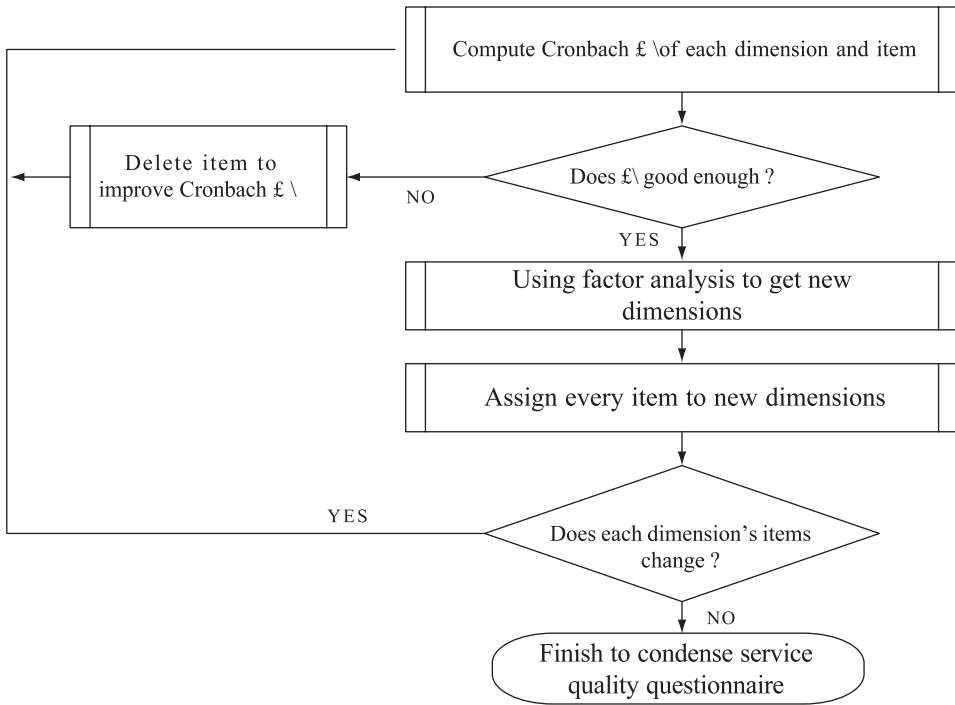 Compute Cronbach £ \of each dimension and item
Delete item to
improve Cronbach £ \
Does £\ good enough ?
NO
YES
Using factor analysis to get new
dimensions
Assign every item to new dimensions
YES
Does each dimension’s items
change ?
NO
Finish to condense service
quality questionnaire